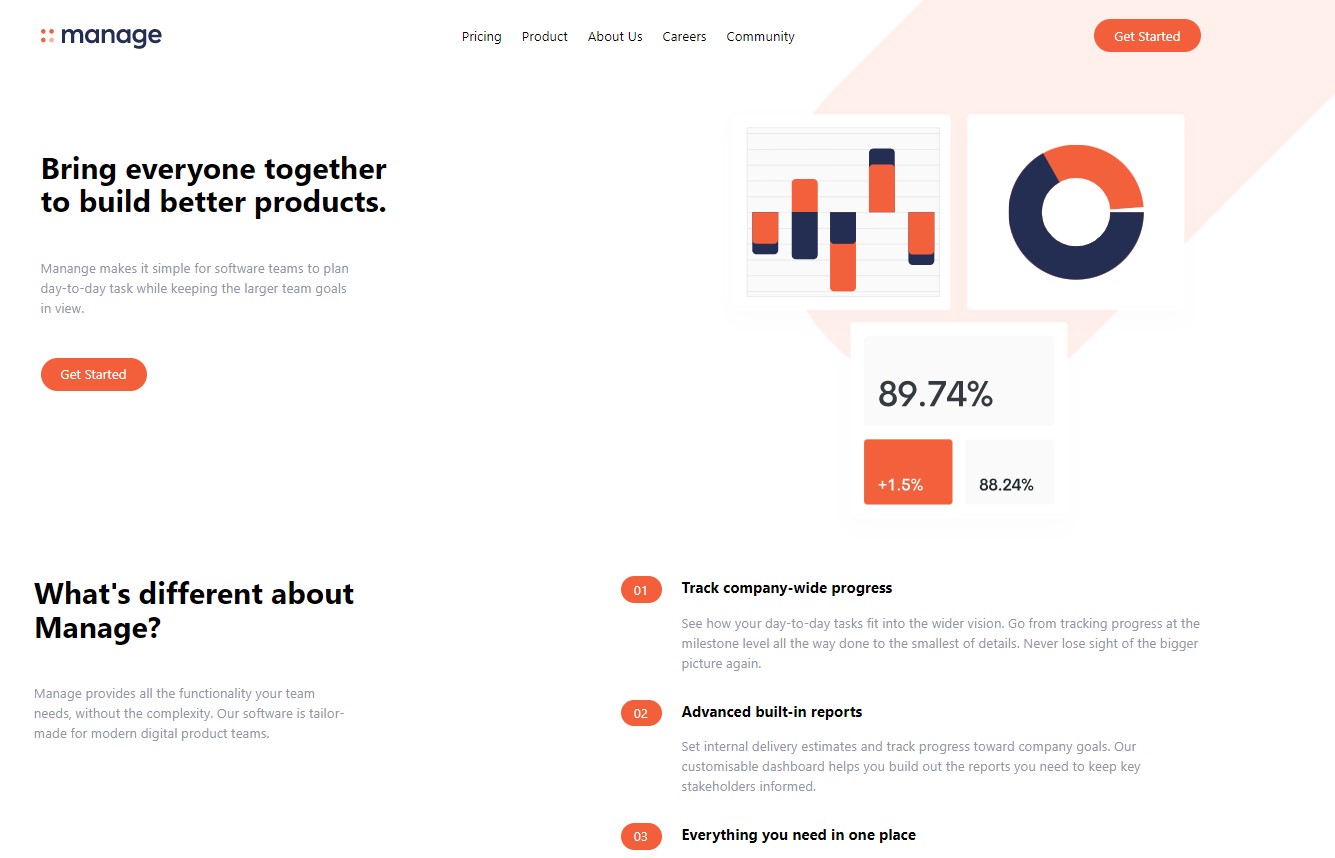 manage
Pricing
Product
About Us
Careers
Community
Get Started
Bring everyone together
to build better products.
Manange makes it simple for software teams to plan
day-to-day task while keeping the larger team goals
in view.
Get Started
89.74%
+1.5%
88.24%
What's different about
Manage?
Manage provides all the functionality your team
needs, without the complexity. Our software is tailor-
made for modern digital product teams.
01
Track company-wide progress
See how your day-to-day tasks fit into the wider vision. Go from tracking progress at the
milestone level all the way done to the smallest of details. Never lose sight of the bigger
picture again.
02
Advanced built-in reports
Set internal delivery estimates and track progress toward company goals. Our
customisable dashboard helps you build out the reports you need to keep key
stakeholders informed.
03
Everything you need in one place